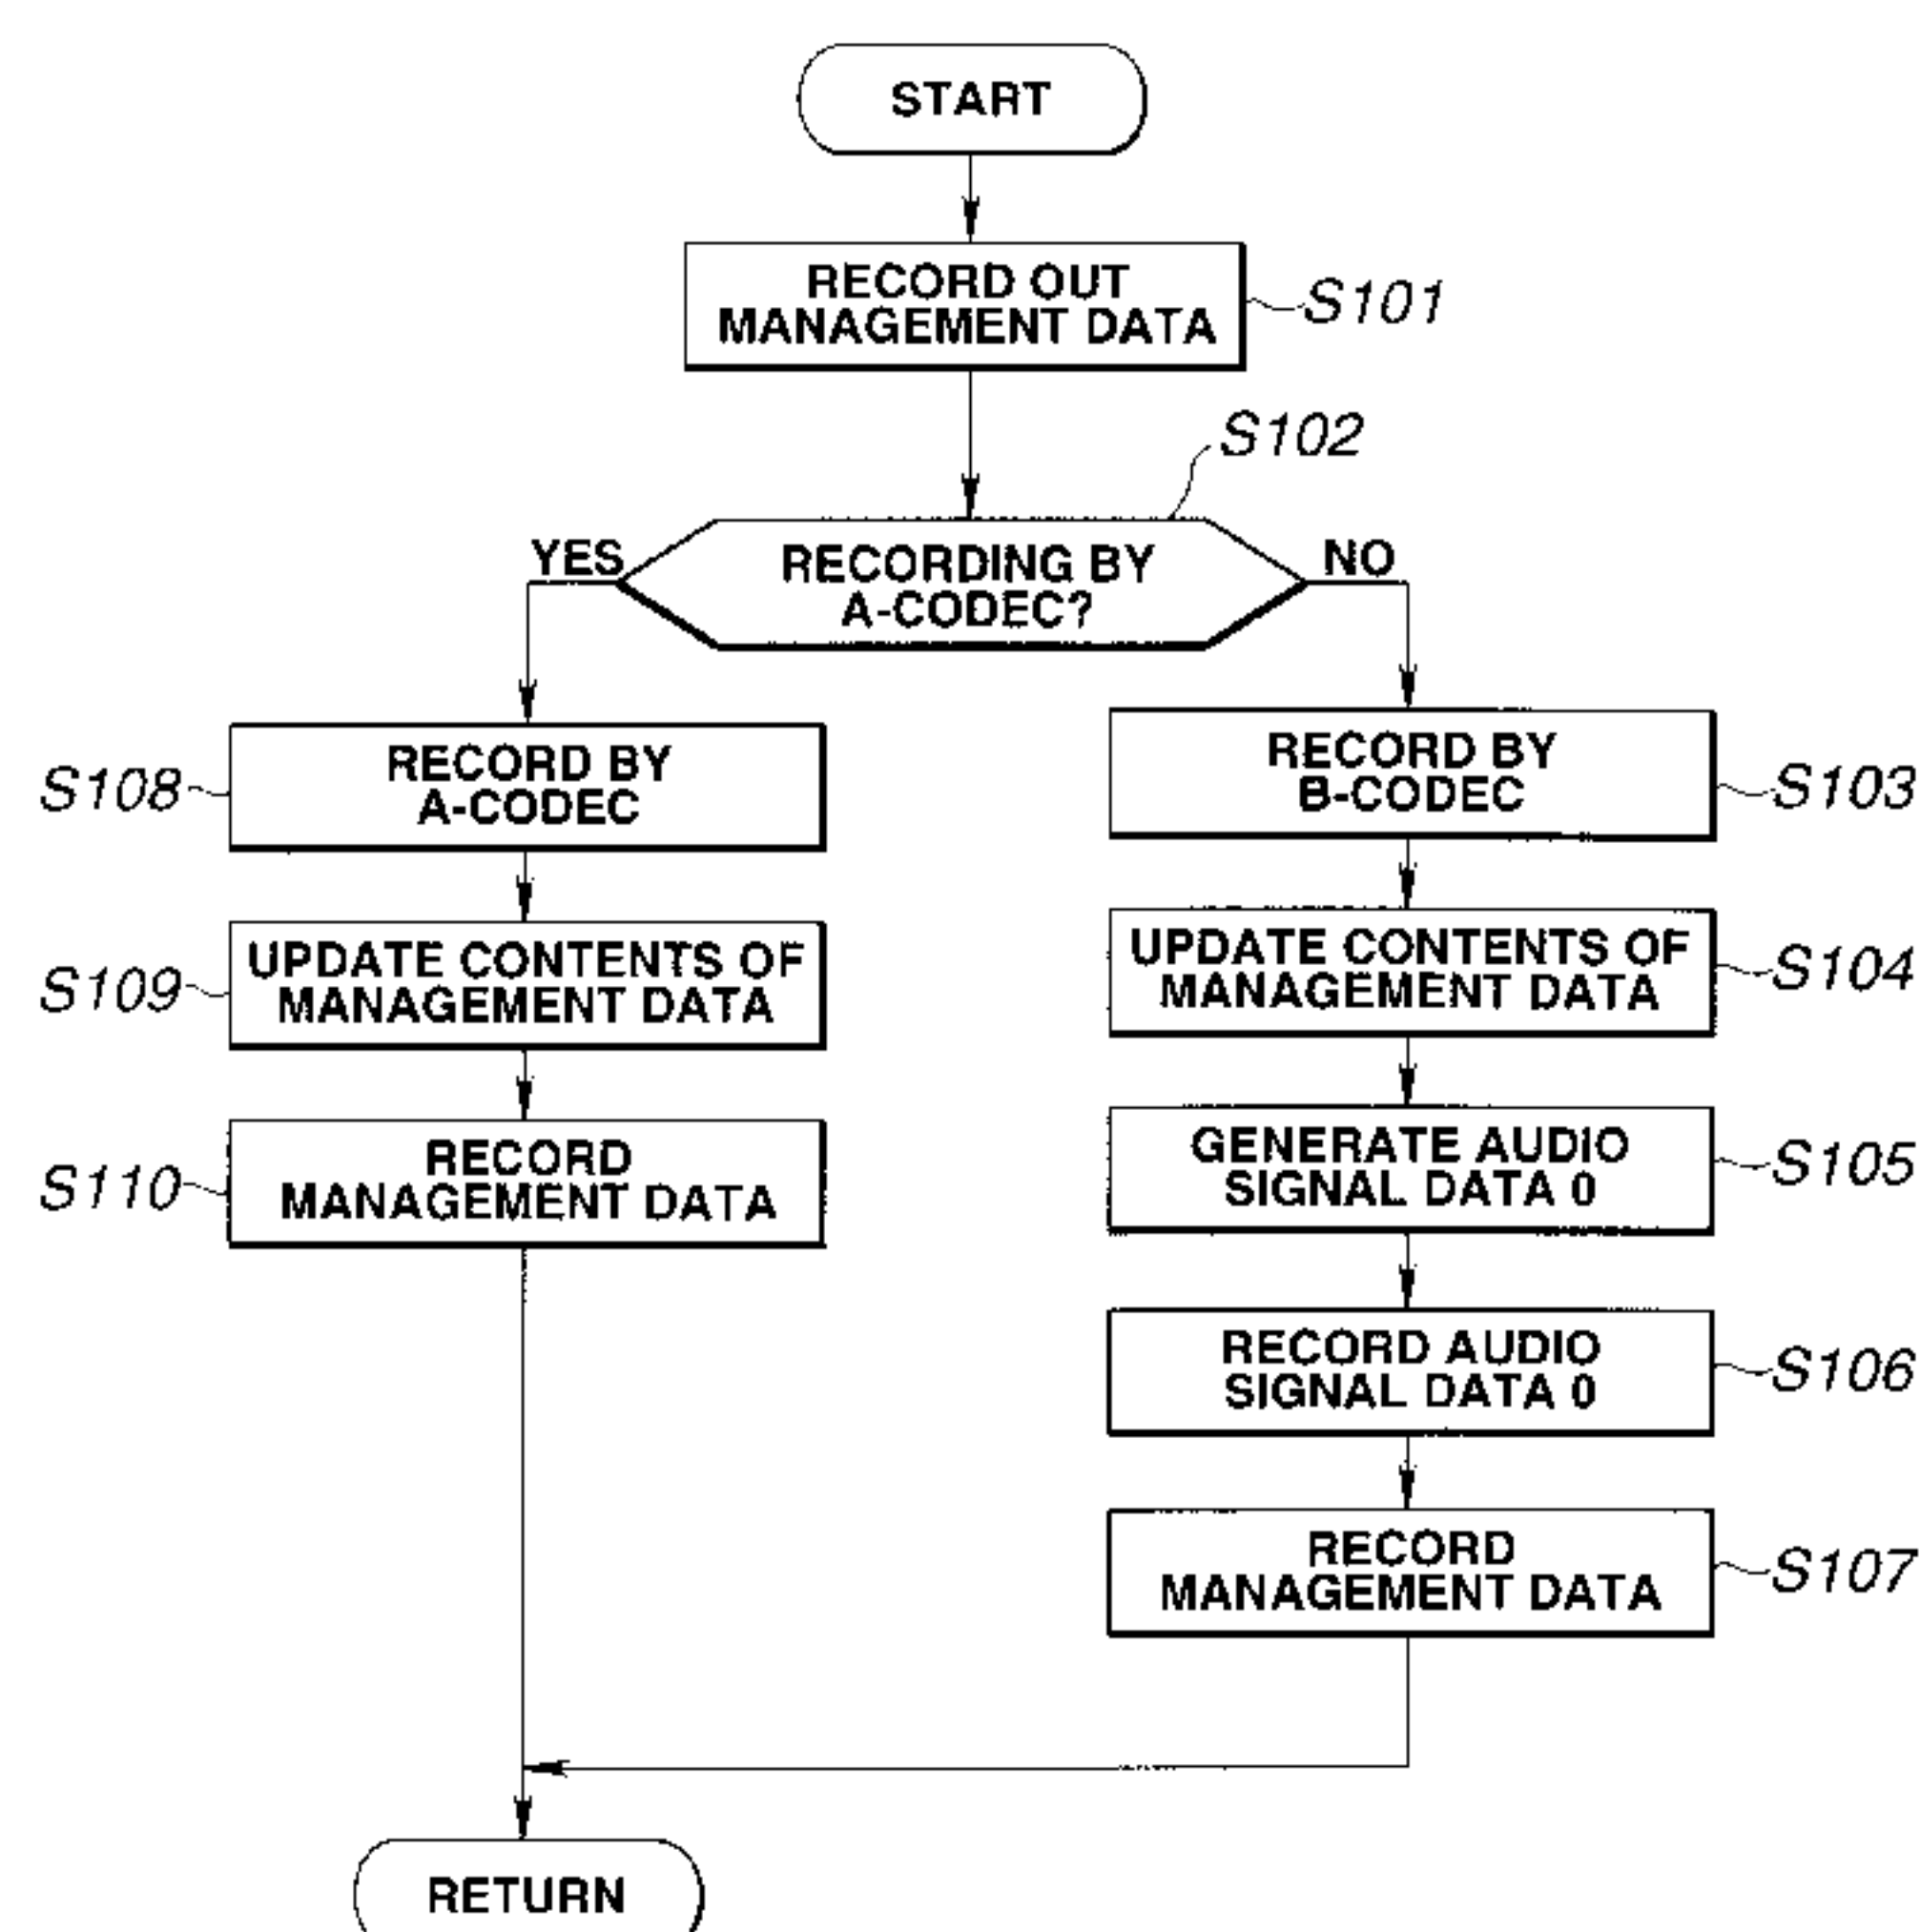 START
RECORD OUT
MANAGEMENT DATA
S101
S102
YES
RECORDING BY
A-CODEC?
NO
S108
RECORD BY
A-CODEC
S109
UPDATE CONTENTS OF
MANAGEMENT DATA
S110
RECORD
MANAGEMENT DATA
RECORD BY
B-CODEC
S103
UPDATE CONTENTS OF
MANAGEMENT DATA
S104
GENERATE AUDIO
SIGNAL DATA 0
S105
RECORD AUDIO
SIGNAL DATA 0
S106
RECORD
MANAGEMENT DATA
S107
RETURN